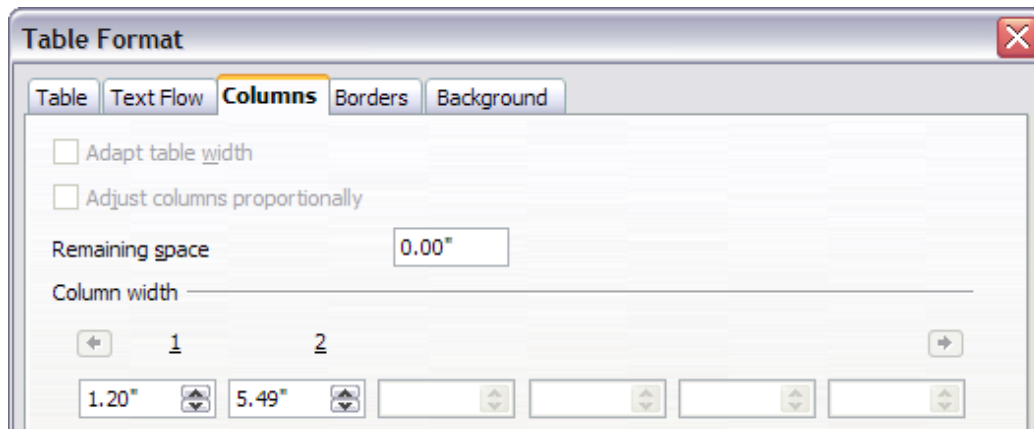 Table Format
Table Text Flow Columns Borders Background
Adapt table width
Adjust columns proportionally
Remaining space 0.00"
Column width
1 2
1.20" 5.49"